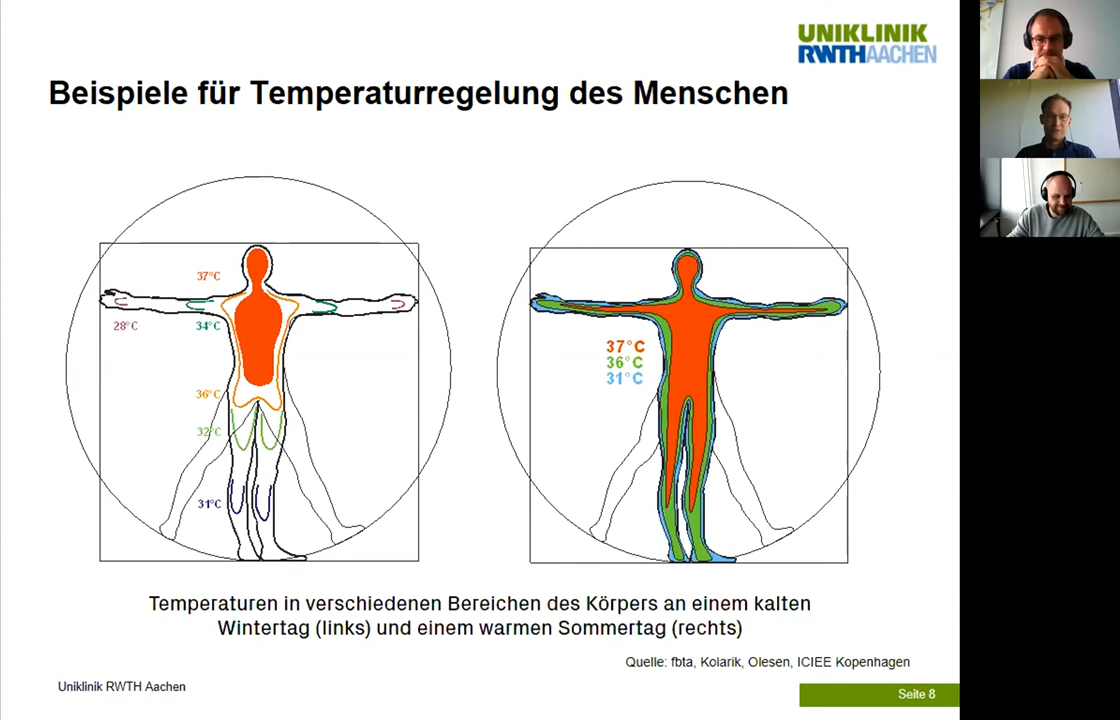 UNIKLINIK
RWTHAACHEN
Beispiele für Temperaturregelung des Menschen
37°C
28°C
34°C
36°C
32°C
31°C
37°C
36°C
31°C
Temperaturen in verschiedenen Bereichen des Körpers an einem kalten
Wintertag (links) und einem warmen Sommertag (rechts)
Quelle: fbta, Kolarik, Olesen, ICIEE Kopenhagen
Uniklinik RWTH Aachen
Seite 8